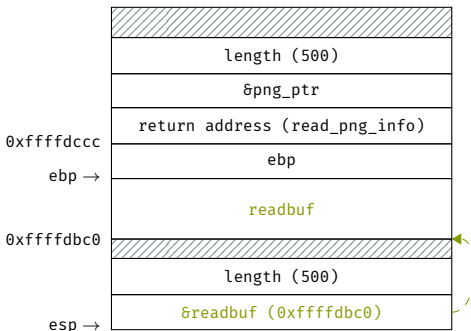 length (500)
&png_ptr
return address (read_png_info)
0xffffdccc
ebp
ebp →
readbuf
0xffffdbc0
length (500)
&readbuf (0xffffdbc0)
esp →